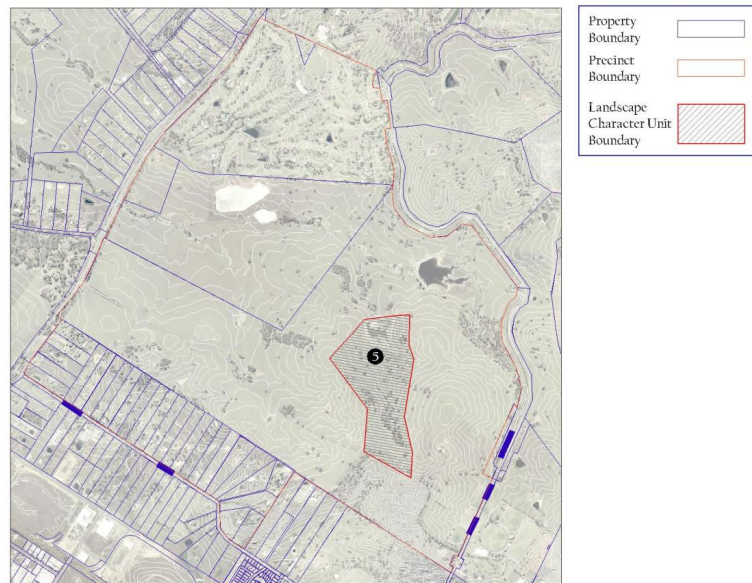 Property
Boundary
Precinct
Boundary
Landscape
Character Unit
Boundary
5